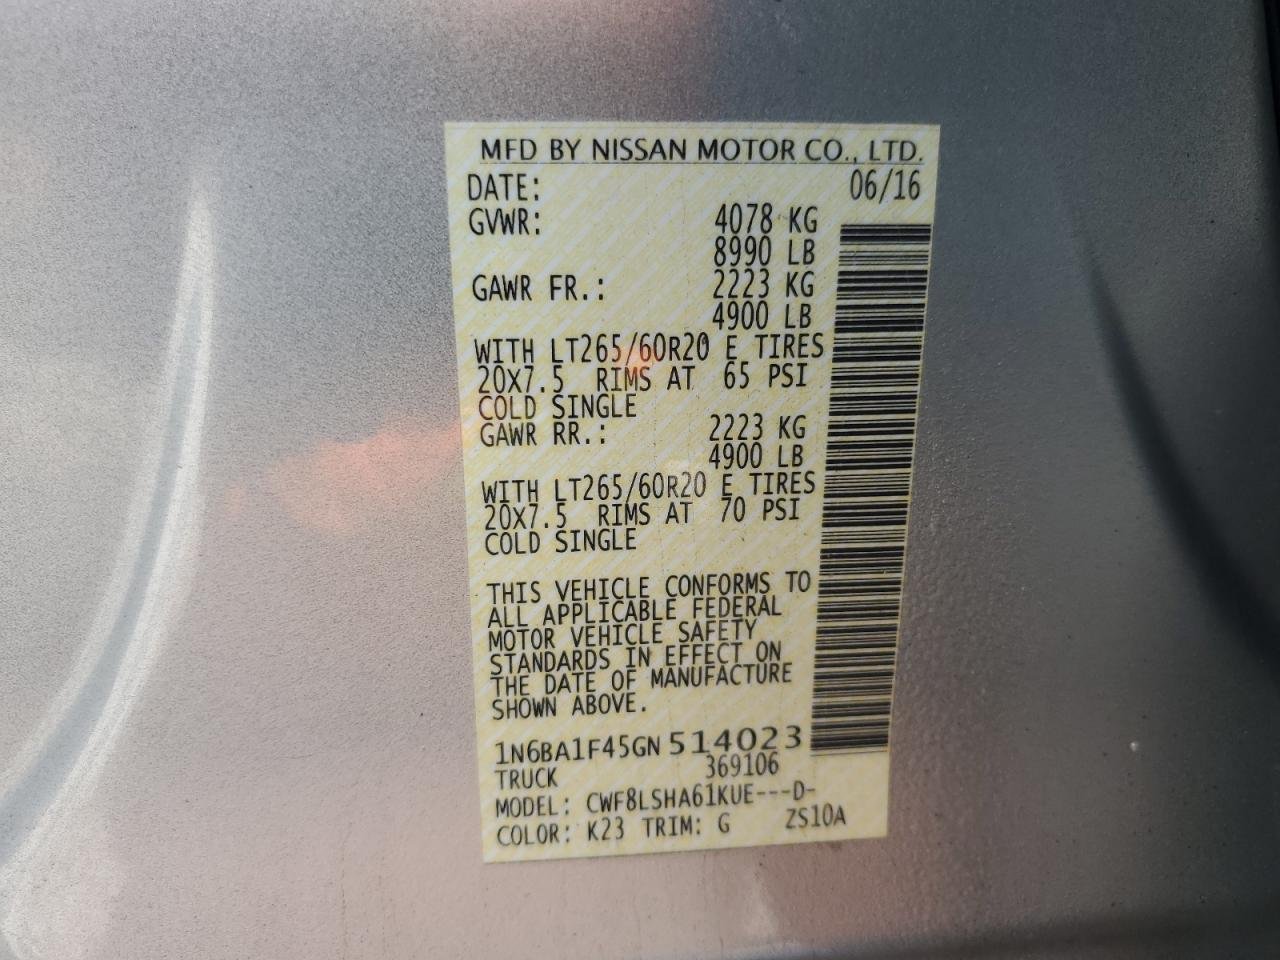 MFD BY NISSAN MOTOR CO., LTD.
DATE: 06/16
GVWR: 4078 KG
8990 LB
GAWR FR.: 2223 KG
4900 LB
WITH LT265/60R20 E TIRES
20X7.5 RIMS AT 65 PSI
COLD SINGLE
GAWR RR.: 2223 KG
4900 LB
WITH LT265/60R20 E TIRES
20X7.5 RIMS AT 70 PSI
COLD SINGLE
THIS VEHICLE CONFORMS TO
ALL APPLICABLE FEDERAL
MOTOR VEHICLE SAFETY
STANDARDS IN EFFECT ON
THE DATE OF MANUFACTURE
SHOWN ABOVE.
1N6BA1F45GN 514023
TRUCK 369106
MODEL: CWF8LSHA61KUE---D-
COLOR: K23 TRIM: G ZS10A